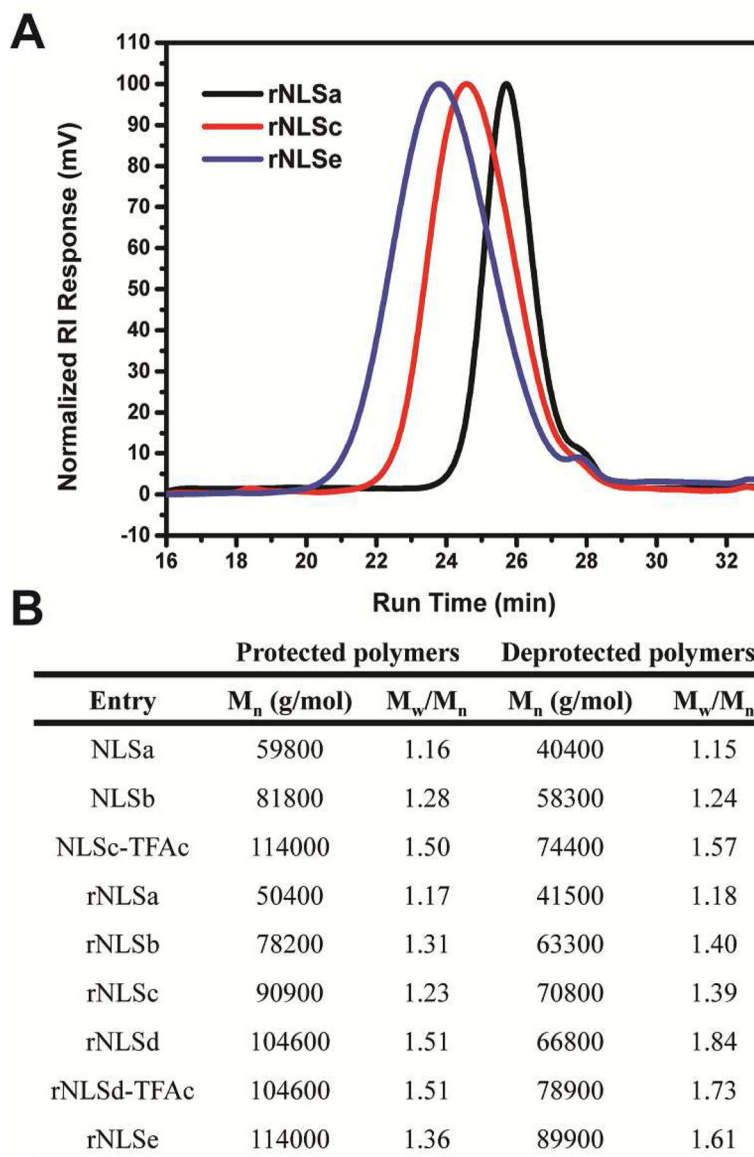 A
110
100
90
80
70
60
50
40
30
20
10
0
-10
Normalized RI Response (mV)
rNLSa
rNLSc
rNLSe
16 18 20 22 24 26 28 30 32
Run Time (min)
B
Protected polymers Deprotected polymers
Entry Mn (g/mol) Mw/Mn Mn (g/mol) Mw/Mn
NLSa 59800 1.16 40400 1.15
NLSb 81800 1.28 58300 1.24
NLSc-TFAc 114000 1.50 74400 1.57
rNLSa 50400 1.17 41500 1.18
rNLSb 78200 1.31 63300 1.40
rNLSc 90900 1.23 70800 1.39
rNLSd 104600 1.51 66800 1.84
rNLSd-TFAc 104600 1.51 78900 1.73
rNLSe 114000 1.36 89900 1.61